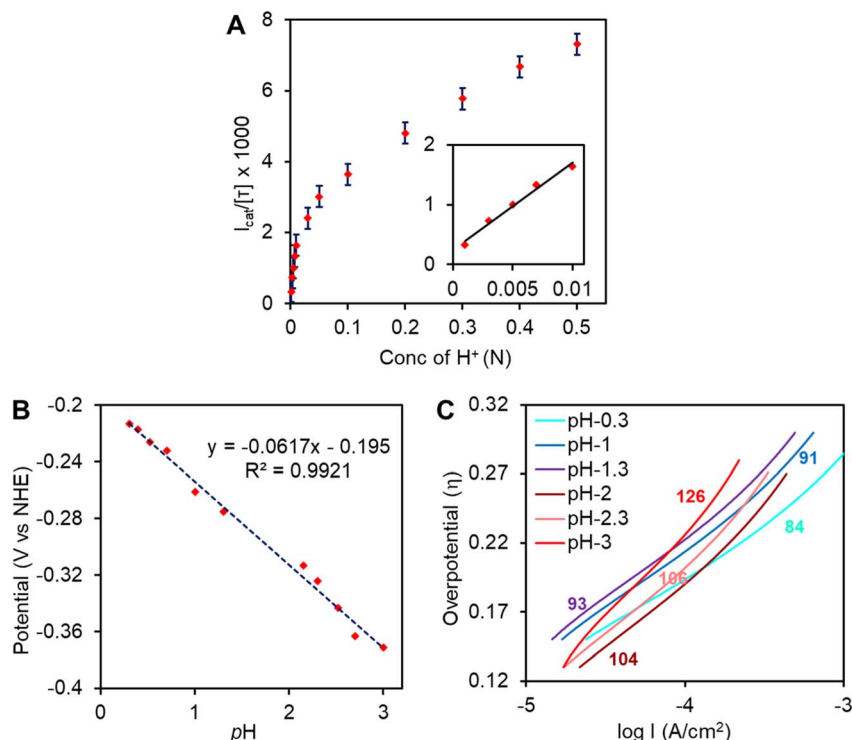 A
I_cat/[τ] x 1000
8
6
4
2
0
0 0.1 0.2 0.3 0.4 0.5
Conc of H⁺ (N)
2
1
0
0 0.005 0.01
B
Potential (V vs NHE)
-0.2
-0.24
-0.28
-0.32
-0.36
-0.4
y = -0.0617x - 0.195
R² = 0.9921
0 1 2 3
pH
C
Overpotential (η)
0.32
0.27
0.22
0.17
0.12
pH-0.3
pH-1
pH-1.3
pH-2
pH-2.3
pH-3
126
91
84
106
93
104
-5 -4 -3
log I (A/cm²)